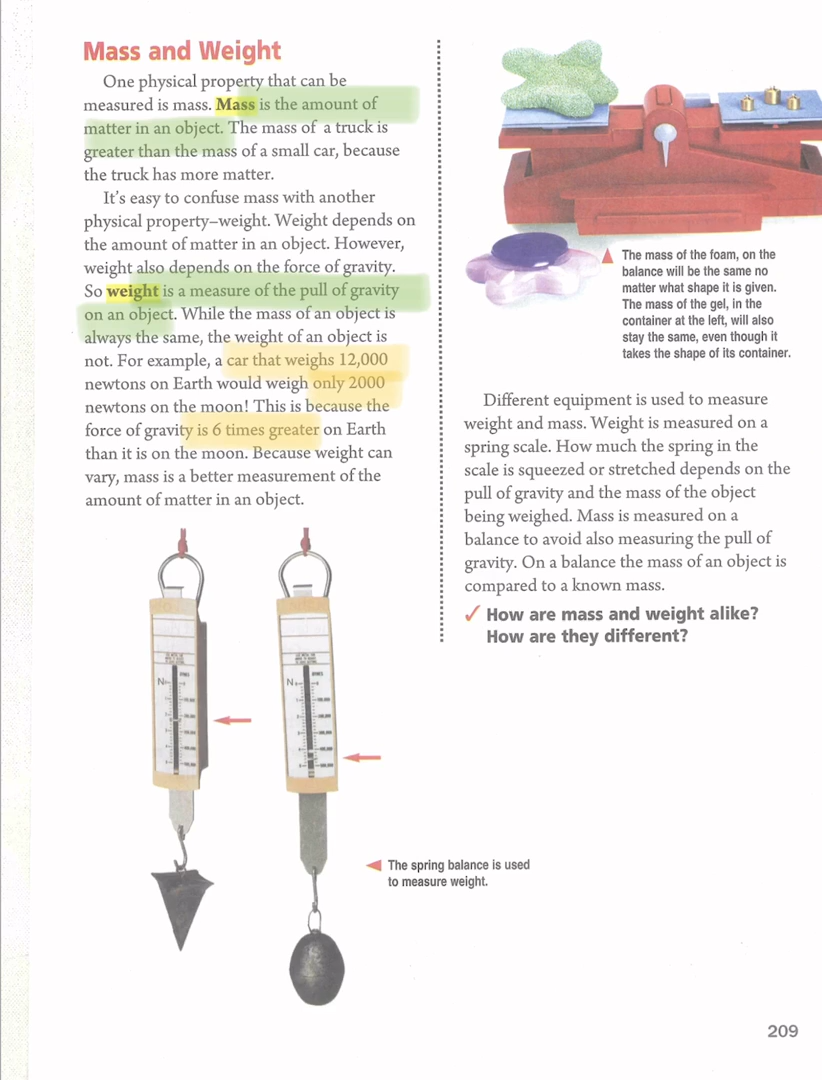 Mass and Weight
One physical property that can be
measured is mass. Mass is the amount of
matter in an object. The mass of a truck is
greater than the mass of a small car, because
the truck has more matter.
It's easy to confuse mass with another
physical property–weight. Weight depends on
the amount of matter in an object. However,
weight also depends on the force of gravity.
So weight is a measure of the pull of gravity
on an object. While the mass of an object is
always the same, the weight of an object is
not. For example, a car that weighs 12,000
newtons on Earth would weigh only 2000
newtons on the moon! This is because the
force of gravity is 6 times greater on Earth
than it is on the moon. Because weight can
vary, mass is a better measurement of the
amount of matter in an object.
The mass of the foam, on the
balance will be the same no
matter what shape it is given.
The mass of the gel, in the
container at the left, will also
stay the same, even though it
takes the shape of its container.
Different equipment is used to measure
weight and mass. Weight is measured on a
spring scale. How much the spring in the
scale is squeezed or stretched depends on the
pull of gravity and the mass of the object
being weighed. Mass is measured on a
balance to avoid also measuring the pull of
gravity. On a balance the mass of an object is
compared to a known mass.
✓ How are mass and weight alike?
How are they different?
N
N
The spring balance is used
to measure weight.
209